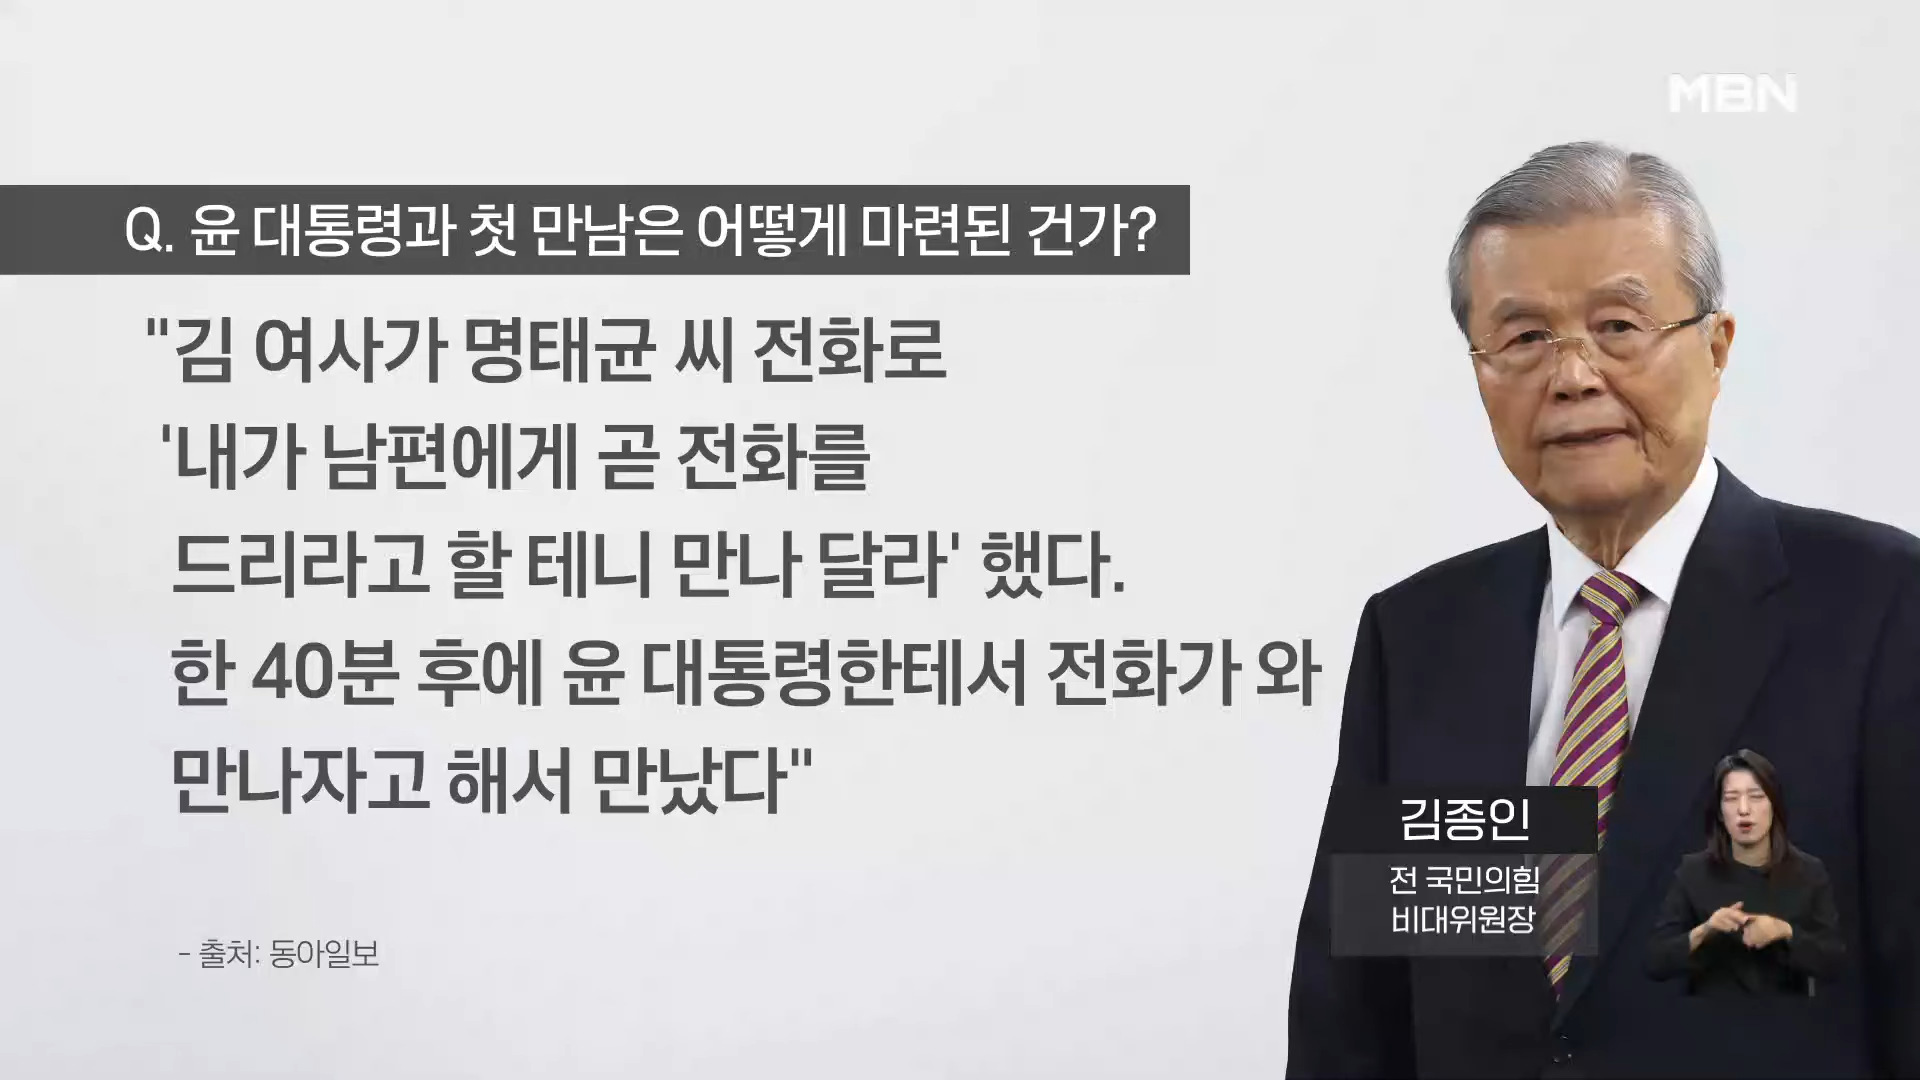 MBN
Q. 윤 대통령과 첫 만남은 어떻게 마련된 건가?
"김 여사가 명태균 씨 전화로
'내가 남편에게 곧 전화를
드리라고 할 테니 만나 달라' 했다.
한 40분 후에 윤 대통령한테서 전화가 와
만나자고 해서 만났다"
- 출처: 동아일보
김종인
전 국민의힘
비대위원장